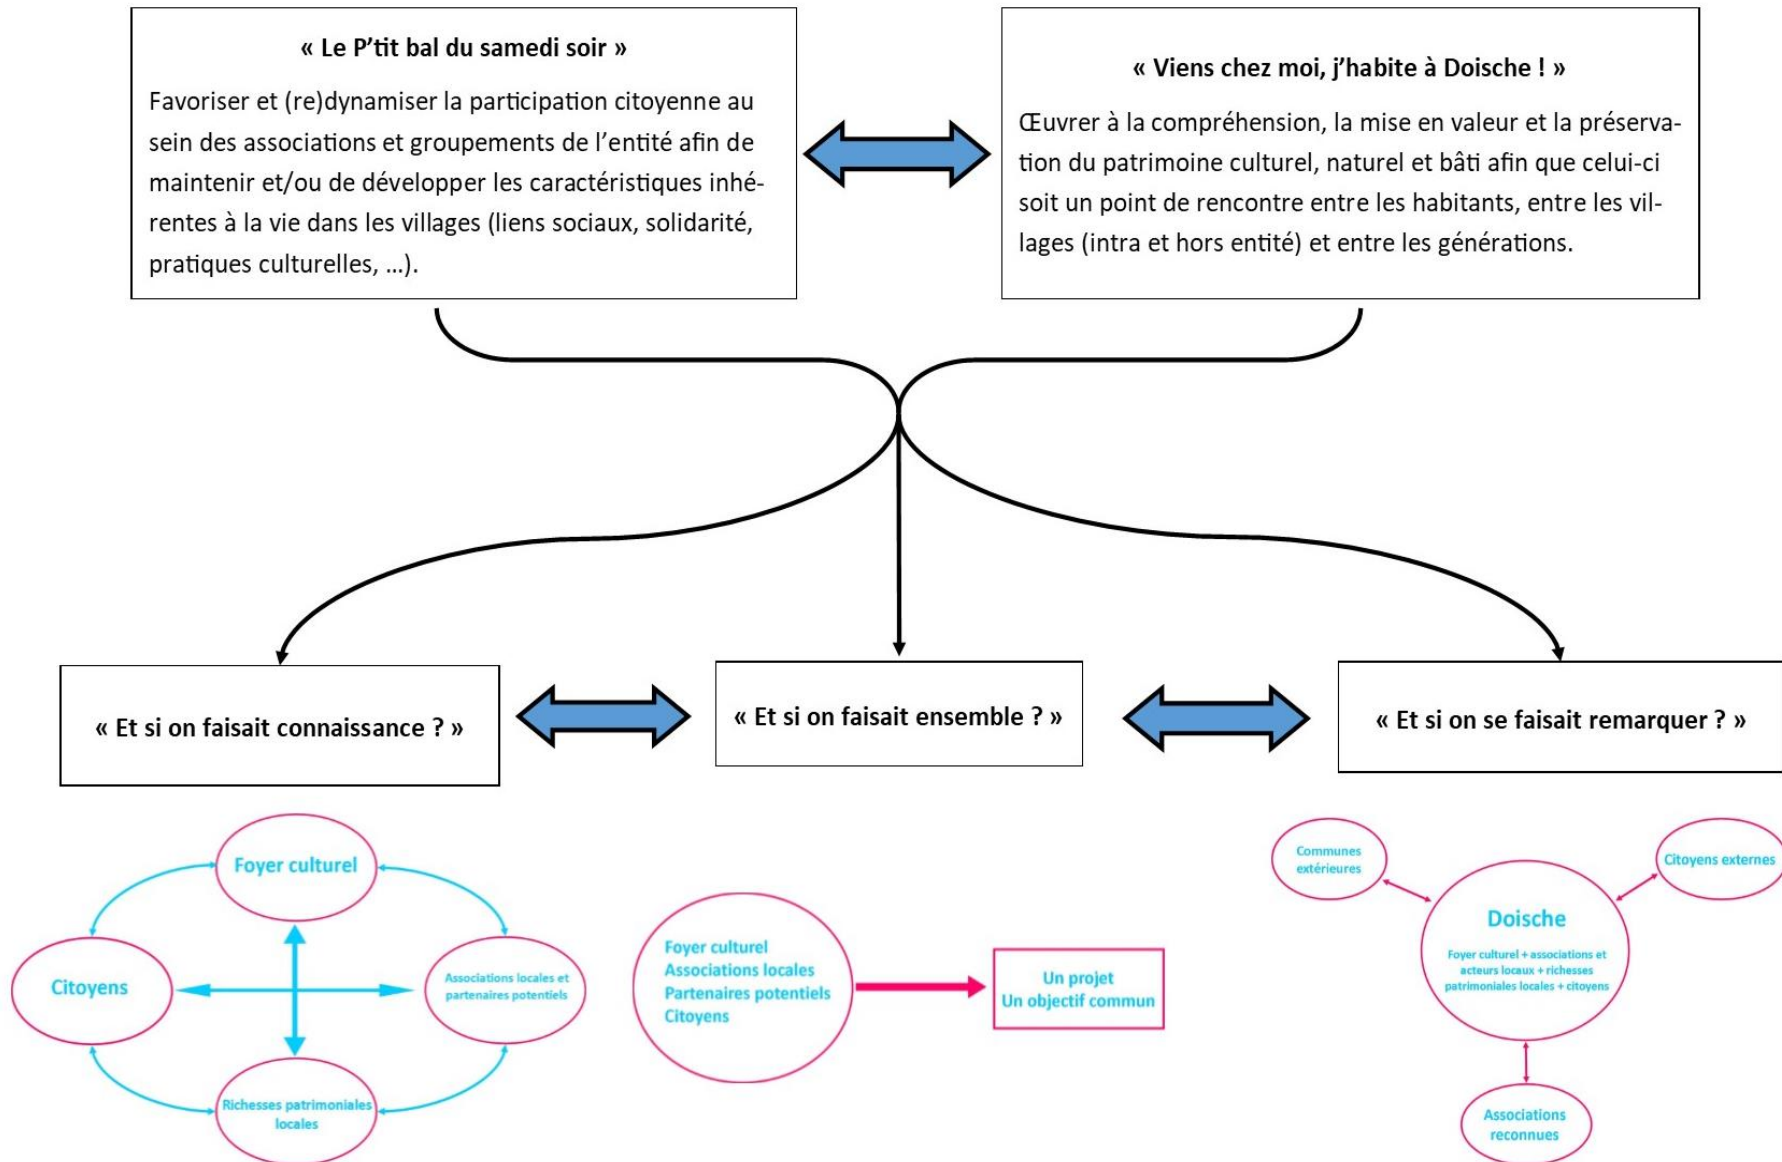 « Le P’tit bal du samedi soir »
Favoriser et (re)dynamiser la participation citoyenne au
sein des associations et groupements de l’entité afin de
maintenir et/ou de développer les caractéristiques inhé-
rentes à la vie dans les villages (liens sociaux, solidarité,
pratiques culturelles, ...).
« Viens chez moi, j’habite à Doische ! »
Œuvrer à la compréhension, la mise en valeur et la préserva-
tion du patrimoine culturel, naturel et bâti afin que celui-ci
soit un point de rencontre entre les habitants, entre les vil-
lages (intra et hors entité) et entre les générations.
« Et si on faisait connaissance ? »
« Et si on faisait ensemble ? »
« Et si on se faisait remarquer ? »
Foyer culturel
Citoyens
Associations locales et
partenaires potentiels
Richesses patrimoniales
locales
Foyer culturel
Associations locales
Partenaires potentiels
Citoyens
Un projet
Un objectif commun
Communes
extérieures
Citoyens externes
Doische
Foyer culturel + associations et
acteurs locaux + richesses
patrimoniales locales + citoyens
Associations
reconnues